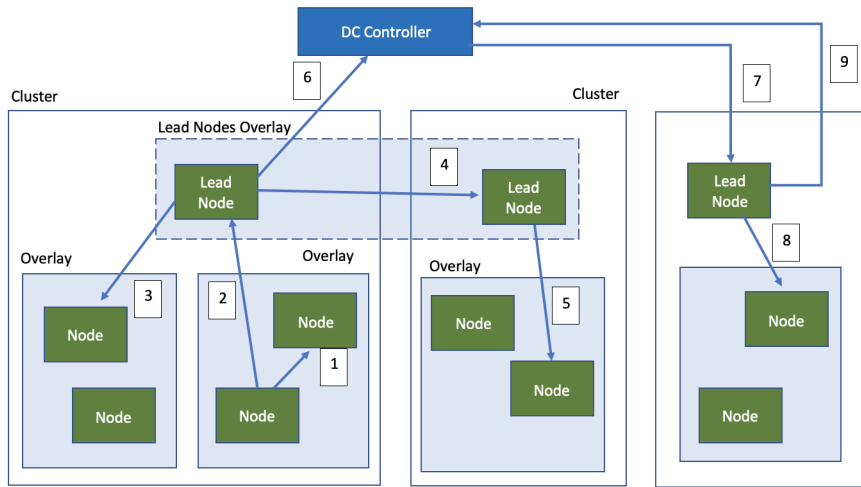 DC Controller
9
6
7
Cluster
Cluster
Lead Nodes Overlay
4
Lead
Node
Lead
Node
Lead
Node
8
Overlay
Overlay
Overlay
3
2
5
Node
Node
Node
Node
1
Node
Node
Node
Node